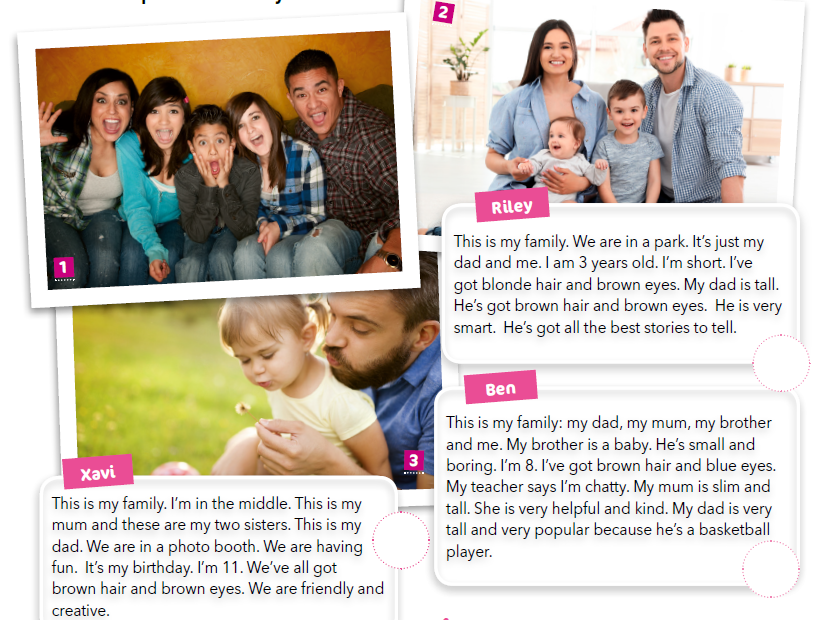 1
2
Riley
This is my family. We are in a park. It's just my
dad and me. I am 3 years old. I'm short. I've
got blonde hair and brown eyes. My dad is tall.
He's got brown hair and brown eyes.  He is very
smart.  He's got all the best stories to tell.
3
Ben
This is my family: my dad, my mum, my brother
and me. My brother is a baby. He's small and
boring. I'm 8. I've got brown hair and blue eyes.
My teacher says I'm chatty. My mum is slim and
tall. She is very helpful and kind. My dad is very
tall and very popular because he's a basketball
player.
Xavi
This is my family. I'm in the middle. This is my
mum and these are my two sisters. This is my
dad. We are in a photo booth. We are having
fun.  It's my birthday. I'm 11. We've all got
brown hair and brown eyes. We are friendly and
creative.